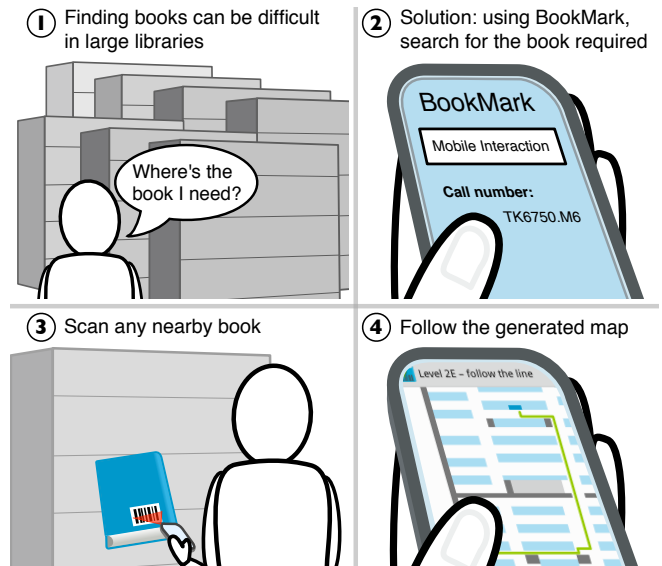 1 Finding books can be difficult
in large libraries
Where's the
book I need?
2 Solution: using BookMark,
search for the book required
BookMark
Mobile Interaction
Call number:
TK6750.M6
3 Scan any nearby book
4 Follow the generated map
Level 2E – follow the line